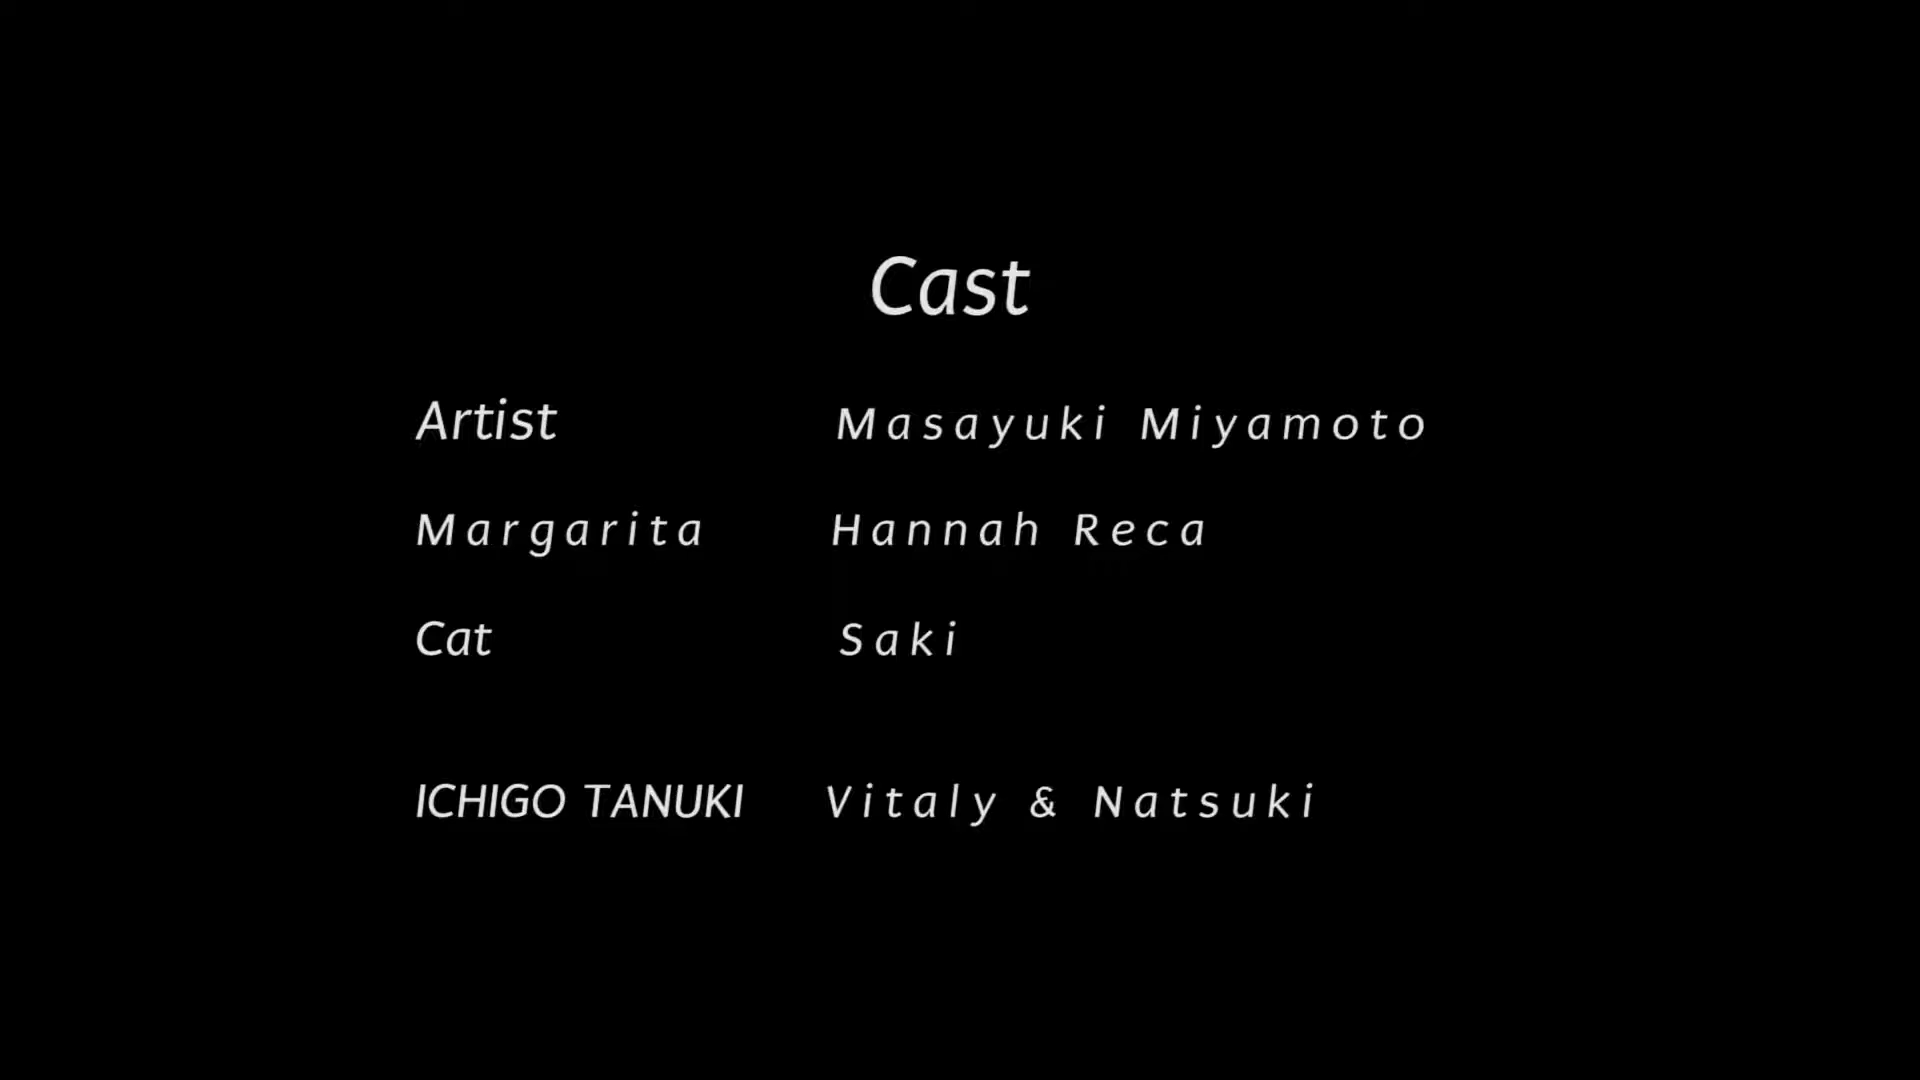 Cast
Artist Masayuki Miyamoto
Margarita Hannah Reca
Cat Saki
ICHIGO TANUKI Vitaly & Natsuki